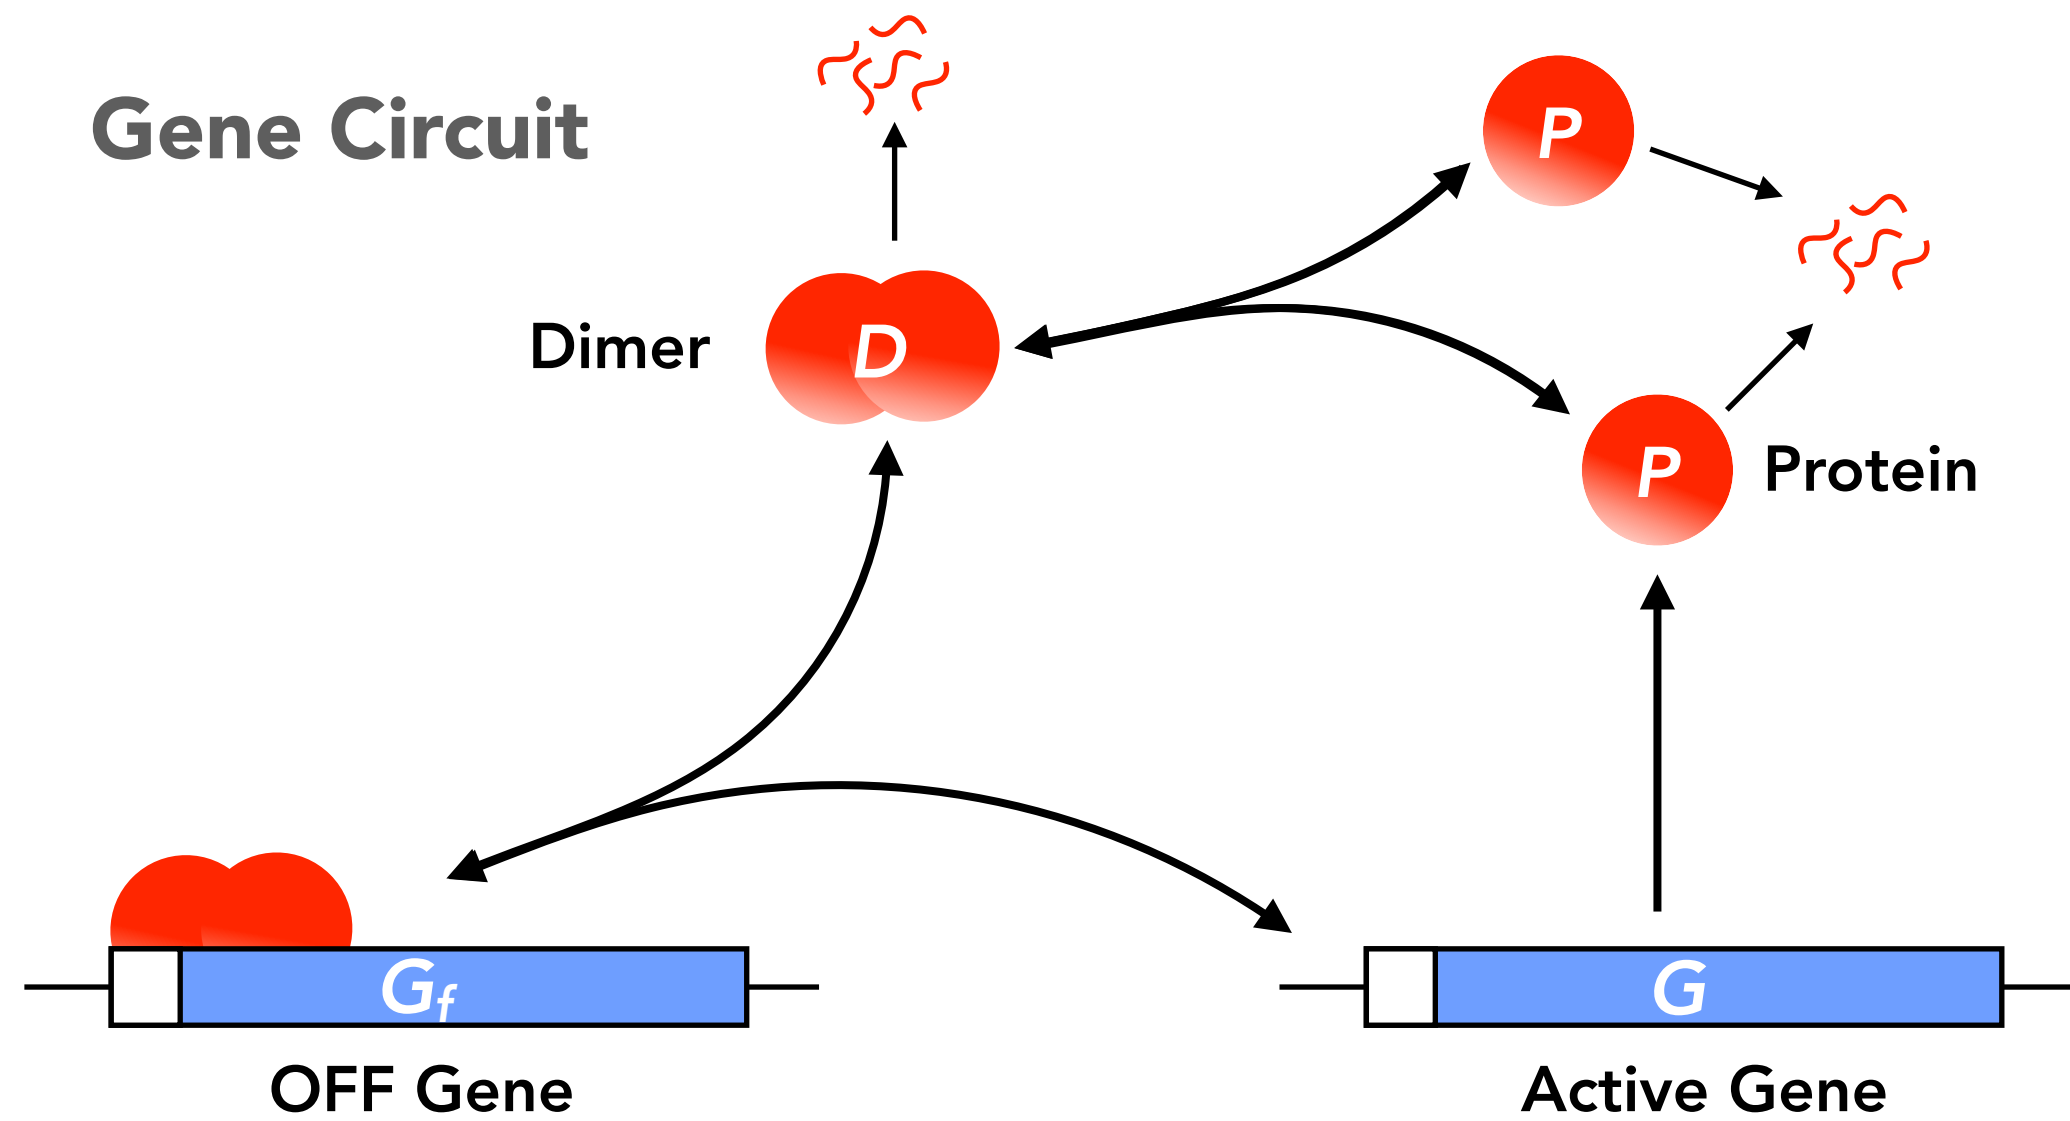 Gene Circuit
P
D
Dimer
P
Protein
Gf
G
OFF Gene
Active Gene